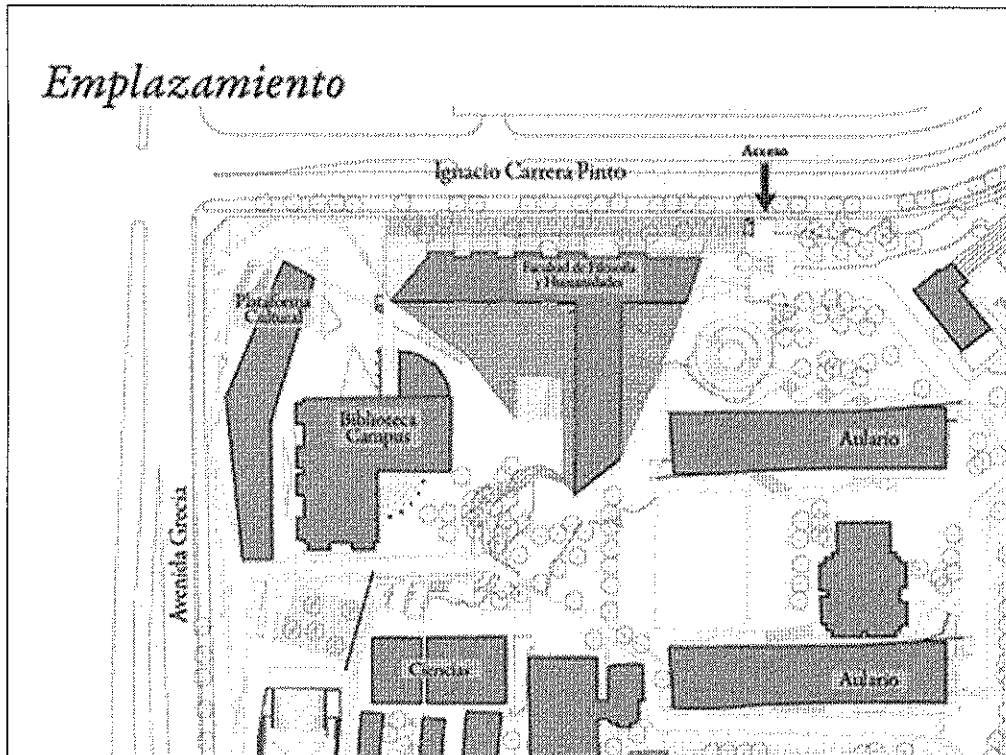 Emplazamiento
Acceso
Ignacio Carrera Pinto
Facultad de Filosofía
y Humanidades
Plataforma
Cultural
Biblioteca
Campus
Aulario
Avenida Grecia
Ciencias
Aulario